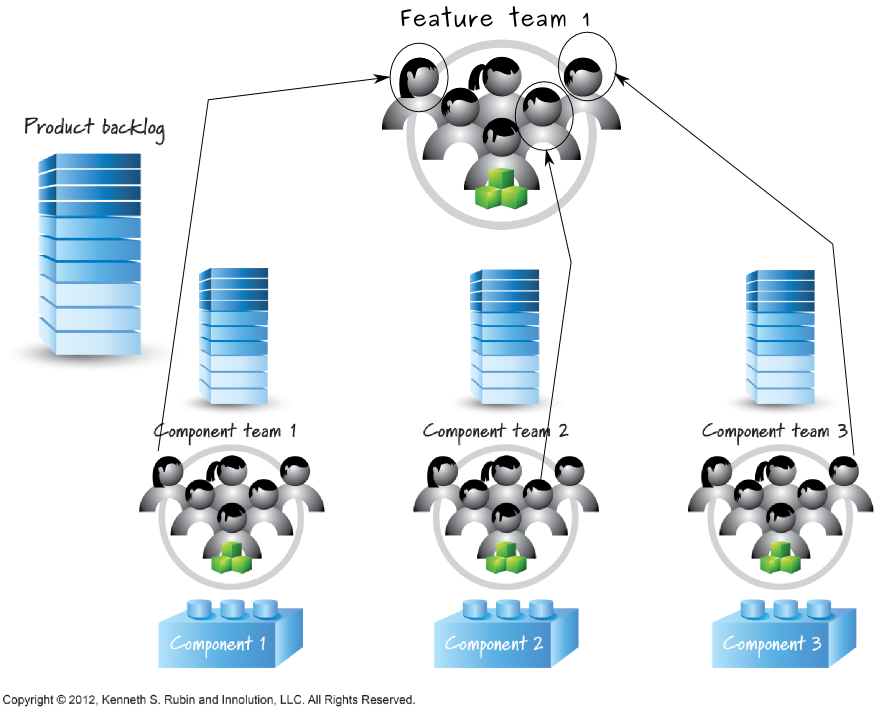 Feature team 1
Product backlog
Component team 1
Component team 2
Component team 3
Component 1
Component 2
Component 3
Copyright © 2012, Kenneth S. Rubin and Innolution, LLC. All Rights Reserved.